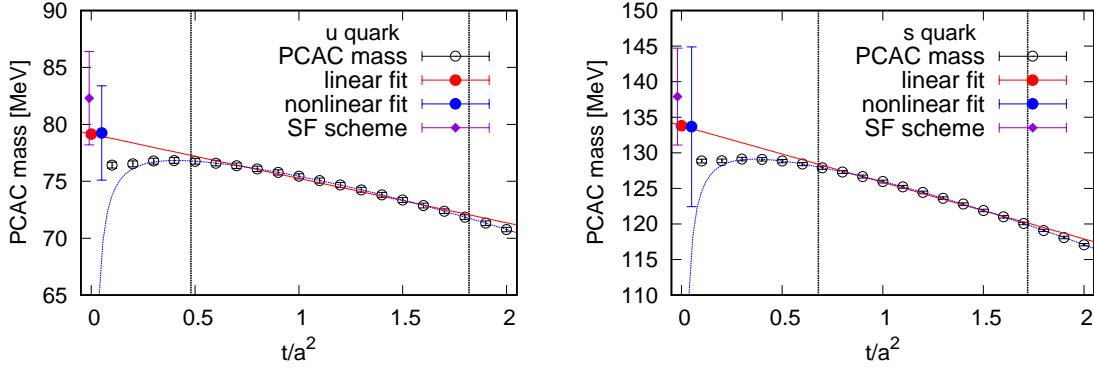 u quark
PCAC mass
linear fit
nonlinear fit
SF scheme
PCAC mass [MeV]
90
85
80
75
70
65
0
0.5
1
1.5
2
t/a²
s quark
PCAC mass
linear fit
nonlinear fit
SF scheme
PCAC mass [MeV]
150
145
140
135
130
125
120
115
110
0
0.5
1
1.5
2
t/a²